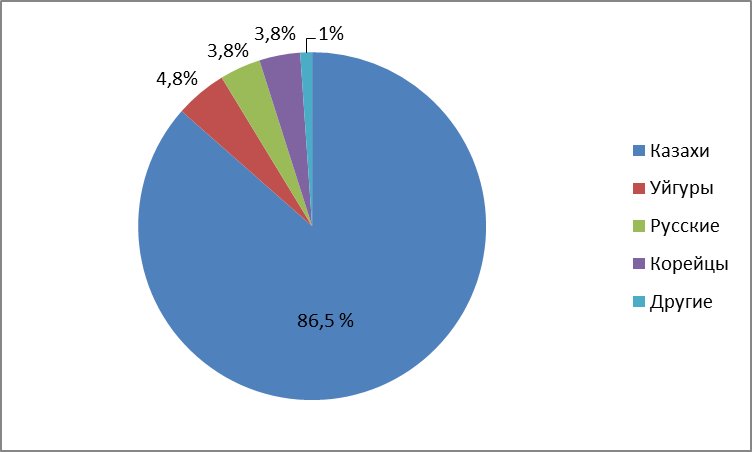 3,8%
1%
3,8%
4,8%
86,5 %
Казахи
Уйгуры
Русские
Корейцы
Другие